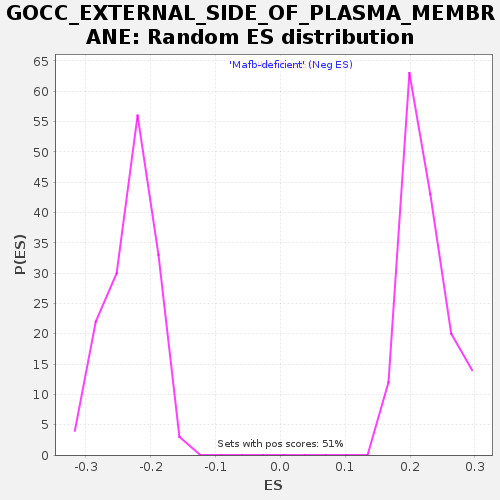 GOCC_EXTERNAL_SIDE_OF_PLASMA_MEMBR
ANE: Random ES distribution
'Mafb-deficient' (Neg ES)
65
60
55
50
45
40
35
30
25
20
15
10
5
0
P(ES)
Sets with pos scores: 51%
-0.3 -0.2 -0.1 0.0 0.1 0.2 0.3
ES